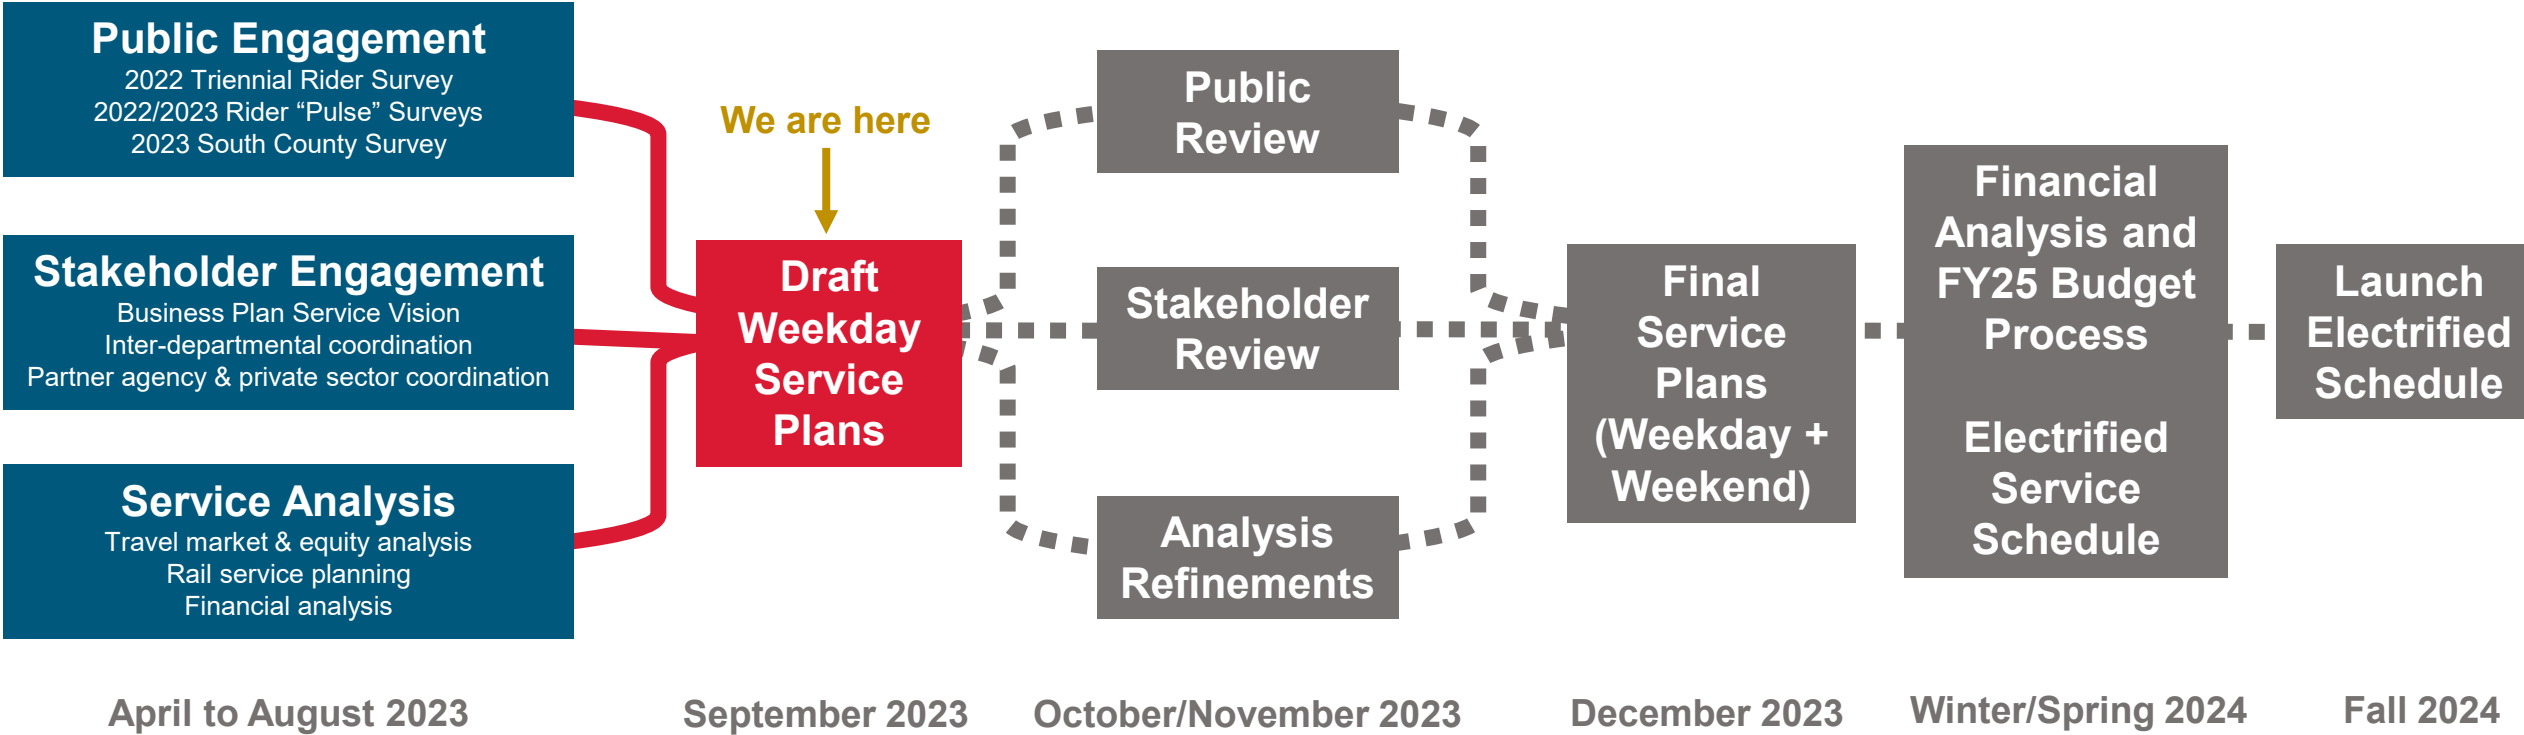 Public Engagement
2022 Triennial Rider Survey
2022/2023 Rider “Pulse” Surveys
2023 South County Survey
Stakeholder Engagement
Business Plan Service Vision
Inter-departmental coordination
Partner agency & private sector coordination
Service Analysis
Travel market & equity analysis
Rail service planning
Financial analysis
April to August 2023
We are here
Draft
Weekday
Service
Plans
September 2023
Public
Review
Stakeholder
Review
Analysis
Refinements
October/November 2023
Final
Service
Plans
(Weekday +
Weekend)
December 2023
Financial
Analysis and
FY25 Budget
Process
Electrified
Service
Schedule
Winter/Spring 2024
Launch
Electrified
Schedule
Fall 2024